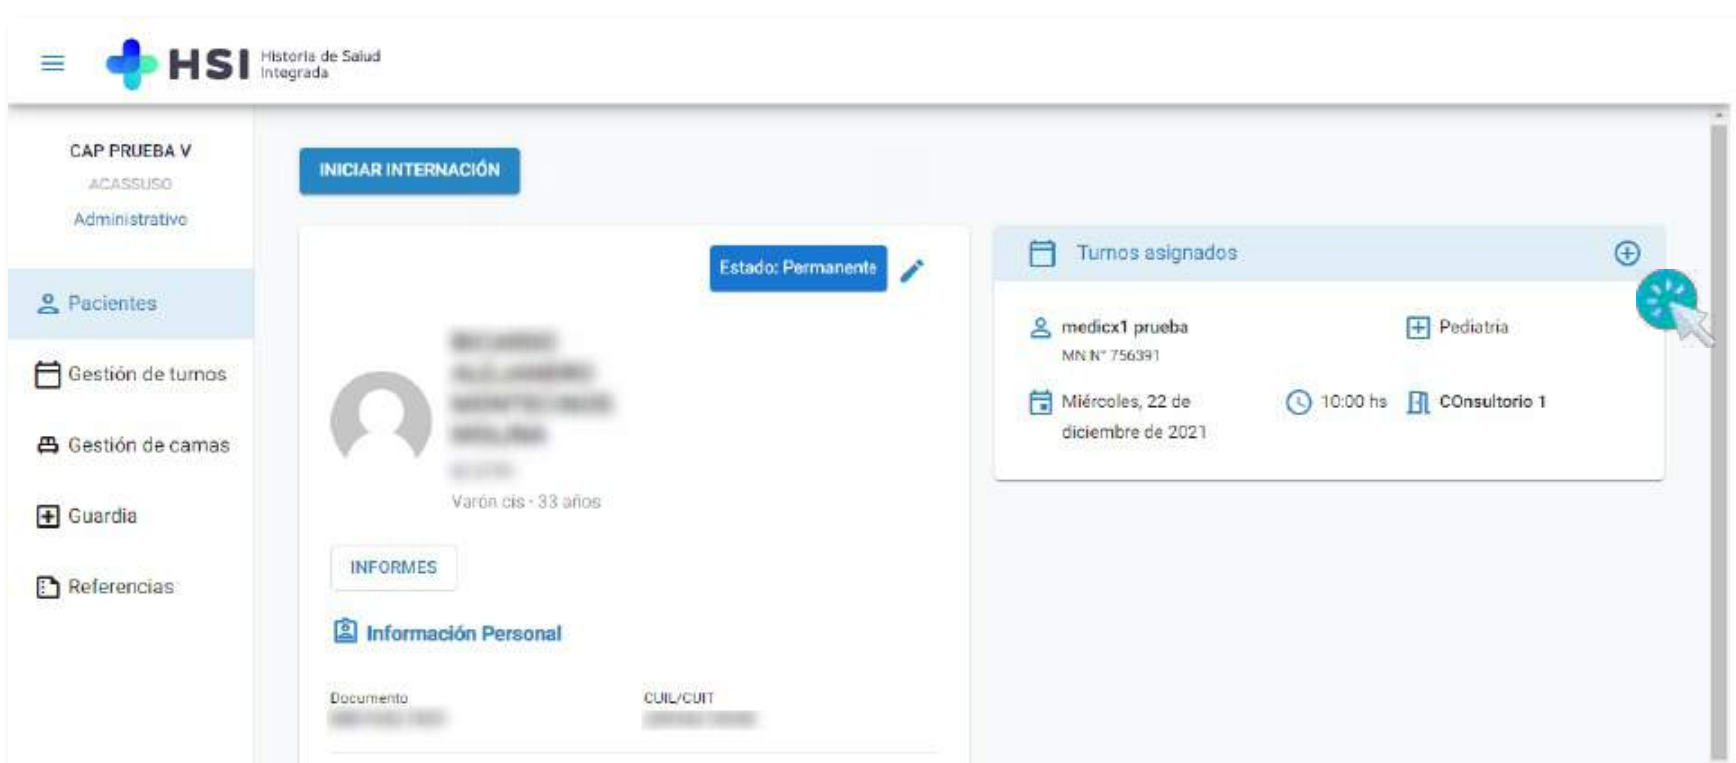 HSI
Historia de Salud
Integrada
CAP PRUEBA V
ACASSUSO
Administrativo
Pacientes
Gestión de turnos
Gestión de camas
Guardia
Referencias
INICIAR INTERNACIÓN
Estado: Permanente
Varón cis · 33 años
INFORMES
Información Personal
Documento
CUIL/CUIT
Turnos asignados
medicx1 prueba
Pediatría
MN N° 756391
Miércoles, 22 de
diciembre de 2021
10:00 hs
COnsultorio 1